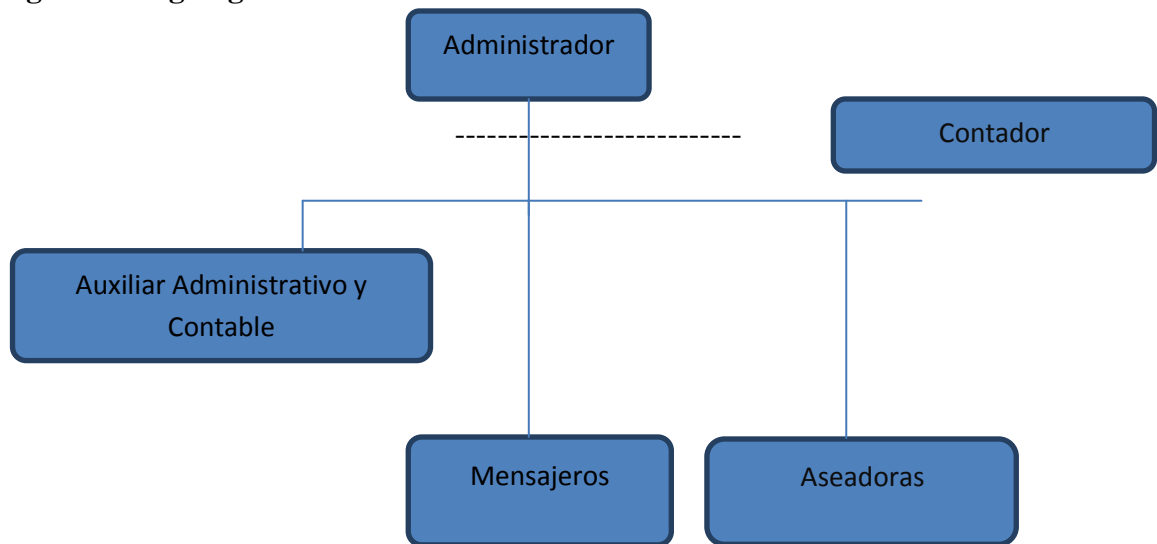 Administrador
Contador
Auxiliar Administrativo y
Contable
Mensajeros
Aseadoras